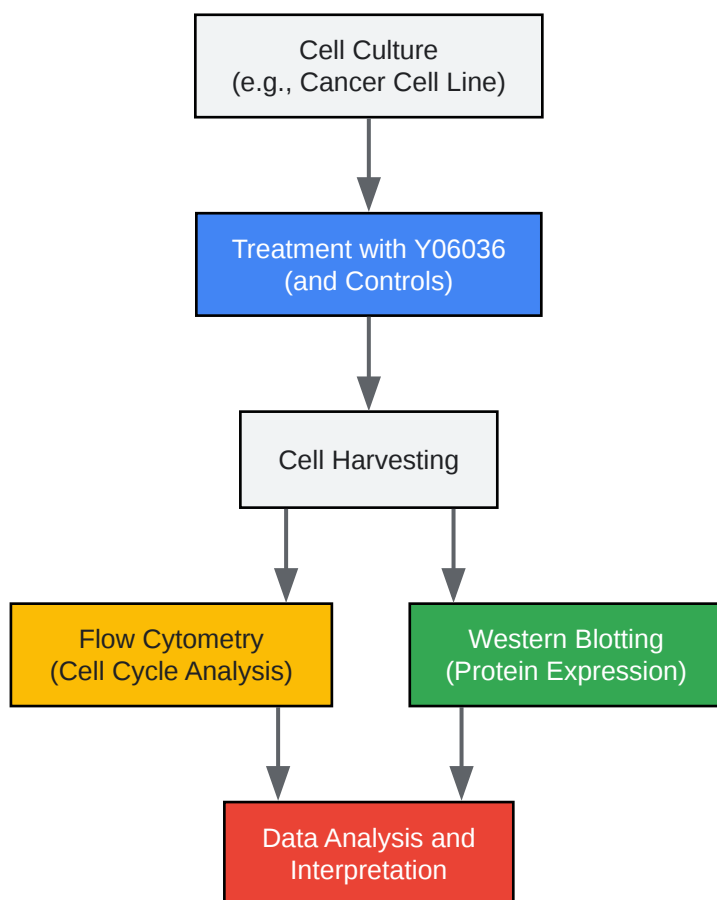 Cell Culture
(e.g., Cancer Cell Line)
Treatment with Y06036
(and Controls)
Cell Harvesting
Flow Cytometry
(Cell Cycle Analysis)
Western Blotting
(Protein Expression)
Data Analysis and
Interpretation